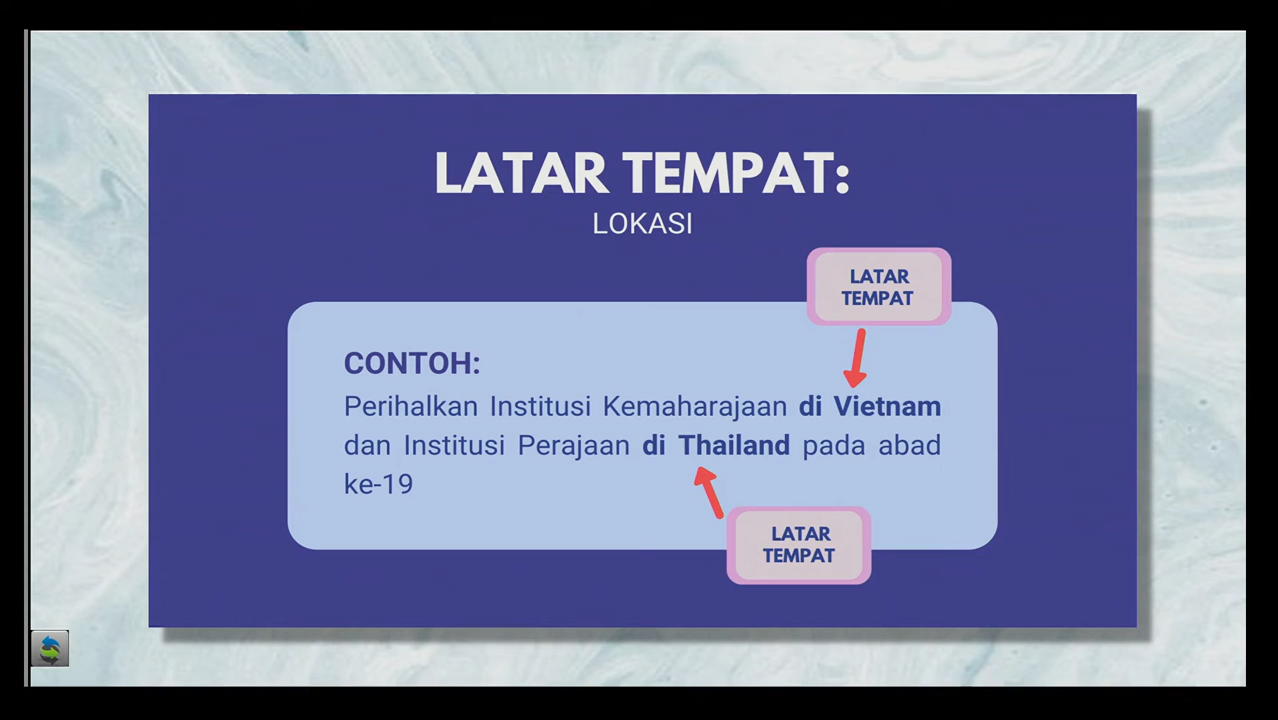 LATAR TEMPAT:
LOKASI
LATAR
TEMPAT
CONTOH:
Perihalkan Institusi Kemaharajaan di Vietnam
dan Institusi Perajaan di Thailand pada abad
ke-19
LATAR
TEMPAT